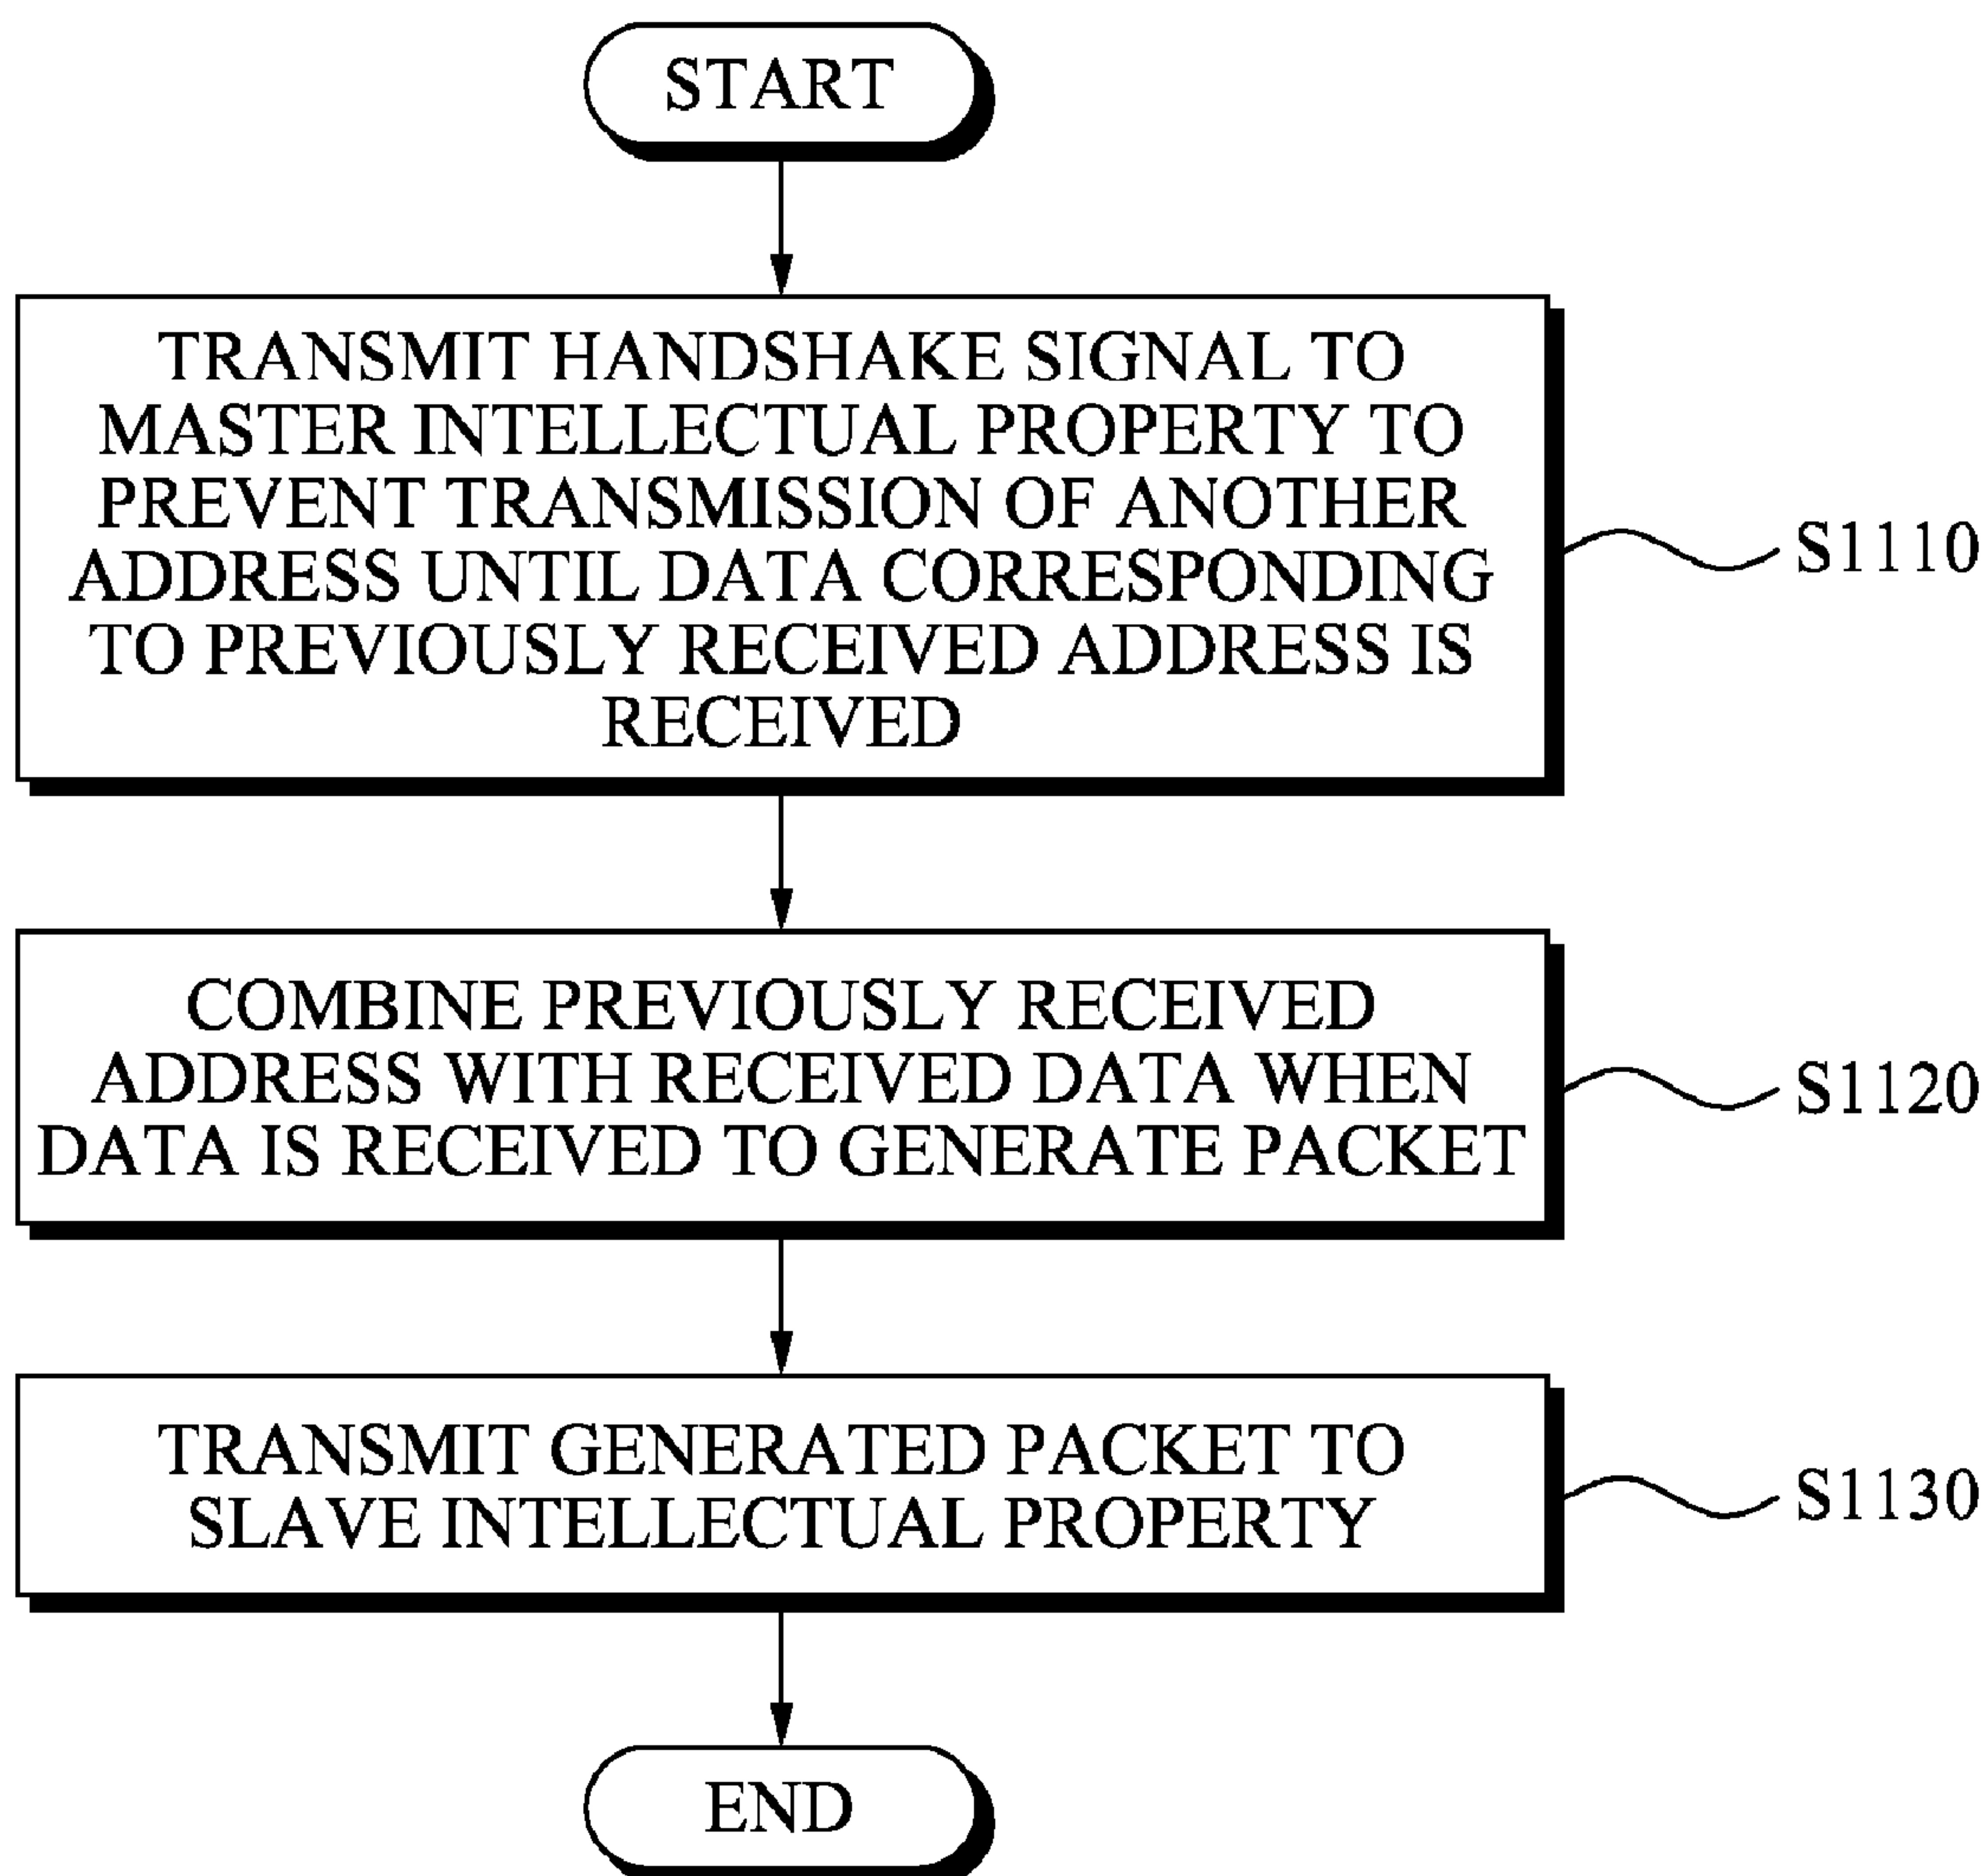 START
TRANSMIT HANDSHAKE SIGNAL TO
MASTER INTELLECTUAL PROPERTY TO
PREVENT TRANSMISSION OF ANOTHER
ADDRESS UNTIL DATA CORRESPONDING
TO PREVIOUSLY RECEIVED ADDRESS IS
RECEIVED
S1110
COMBINE PREVIOUSLY RECEIVED
ADDRESS WITH RECEIVED DATA WHEN
DATA IS RECEIVED TO GENERATE PACKET
S1120
TRANSMIT GENERATED PACKET TO
SLAVE INTELLECTUAL PROPERTY
S1130
END